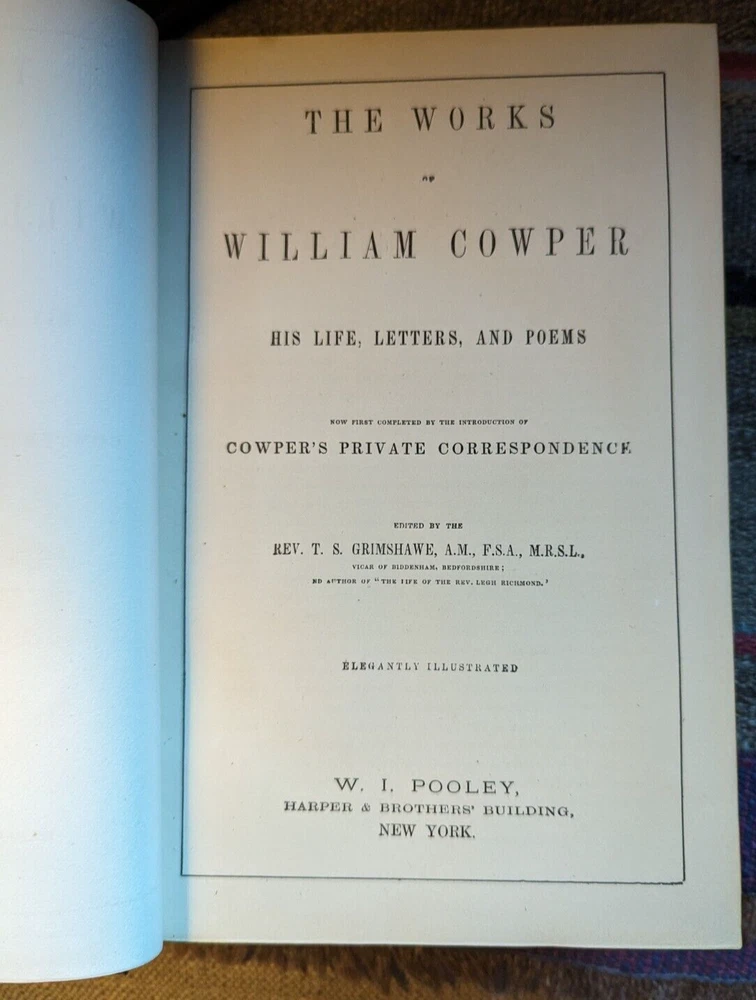 THE WORKS
OF
WILLIAM COWPER
HIS LIFE, LETTERS, AND POEMS
NOW FIRST COMPLETED BY THE INTRODUCTION OF
COWPER'S PRIVATE CORRESPONDENCE
EDITED BY THE
REV. T. S. GRIMSHAWE, A.M., F.S.A., M.R.S.L.,
VICAR OF BIDDENHAM, BEDFORDSHIRE;
ND AUTHOR OF "THE LIFE OF THE REV. LEGH RICHMOND."
ELEGANTLY ILLUSTRATED
W. I. POOLEY,
HARPER & BROTHERS' BUILDING,
NEW YORK.